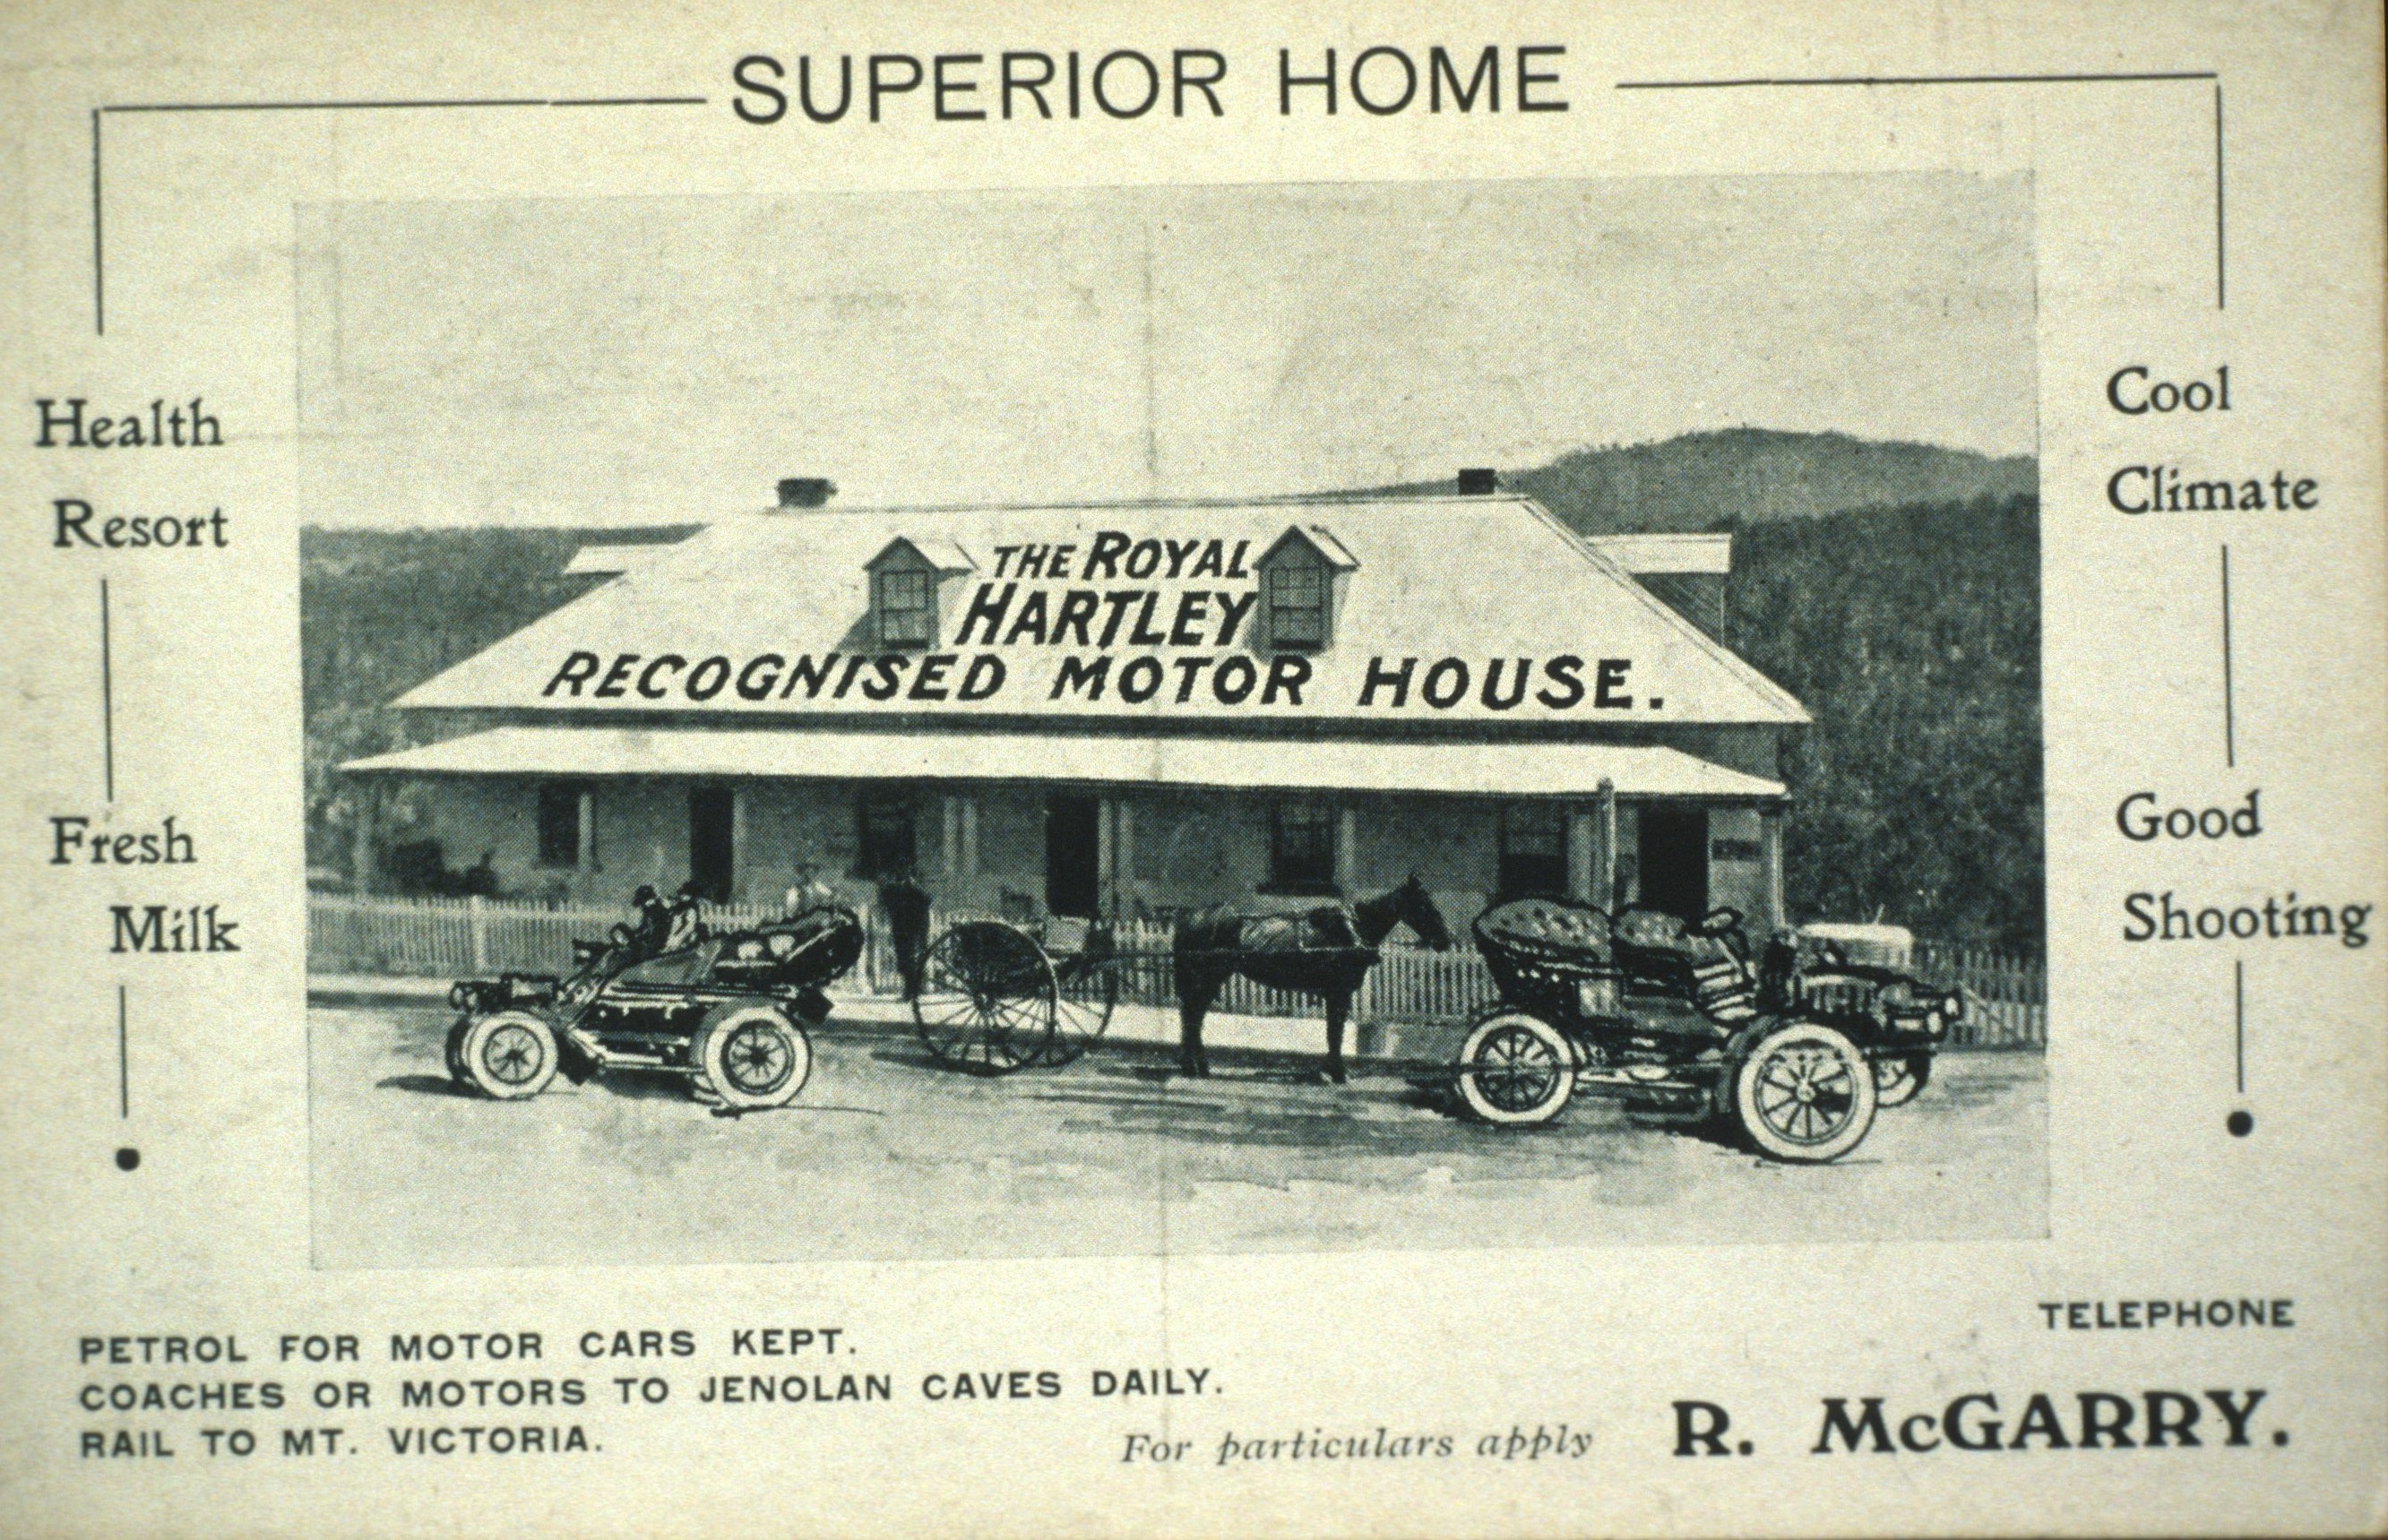 SUPERIOR HOME
Health
Resort
Fresh
Milk
Cool
Climate
Good
Shooting
THE ROYAL
HARTLEY
RECOGNISED MOTOR HOUSE.
PETROL FOR MOTOR CARS KEPT.
COACHES OR MOTORS TO JENOLAN CAVES DAILY.
RAIL TO MT. VICTORIA.
TELEPHONE
For particulars apply R. McGARRY.